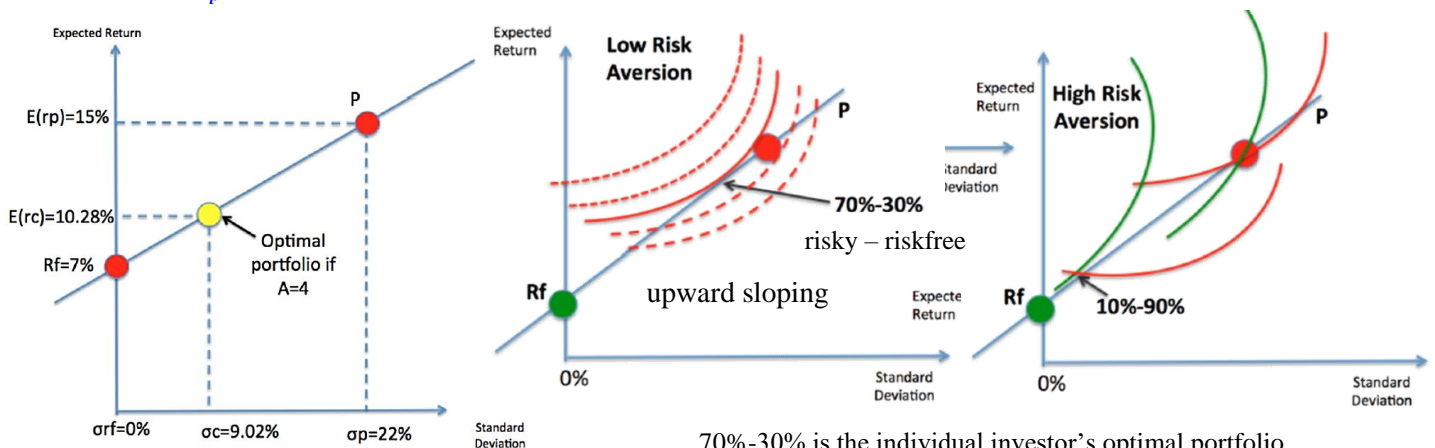 p
Expected Return
P
E(rp)=15%
E(rc)=10.28%
Optimal
portfolio if
A=4
Rf=7%
σrf=0%
σc=9.02%
σp=22%
Standard
Deviation
Expected
Return
Low Risk
Aversion
P
70%-30%
risky – riskfree
Rf
upward sloping
0%
Standard
Deviation
Expected
Return
High Risk
Aversion
P
Standard
Deviation
Expecte
Return
Rf
10%-90%
0%
Standard
Deviation
70%-30% is the individual investor's optimal portfolio